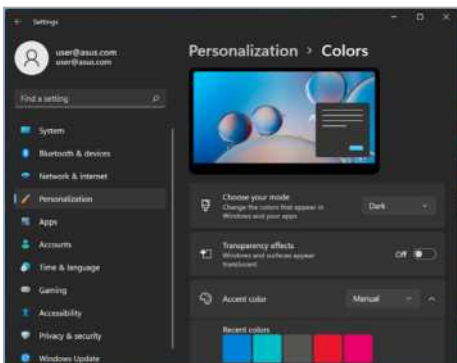 Settings
user@asus.com
user@asus.com
Find a setting
System
Bluetooth & devices
Network & internet
Personalization
Apps
Accounts
Time & language
Gaming
Accessibility
Privacy & security
Windows Update
Personalization > Colors
Choose your mode
Change the colors that appear in
Windows and your apps
Dark
Transparency effects
Windows and surfaces appear
translucent
Off
Accent color
Manual
Recent colors